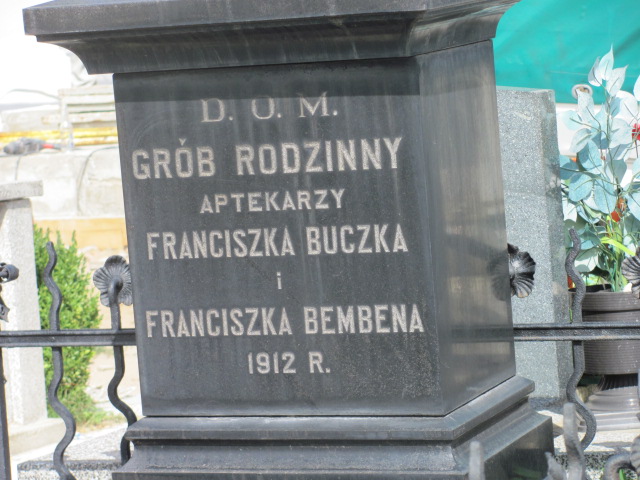 D. O. M.
GRÓB RODZINNY
APTEKARZY
FRANCISZKA BUCZKA
i
FRANCISZKA BEMBENA
1912 R.